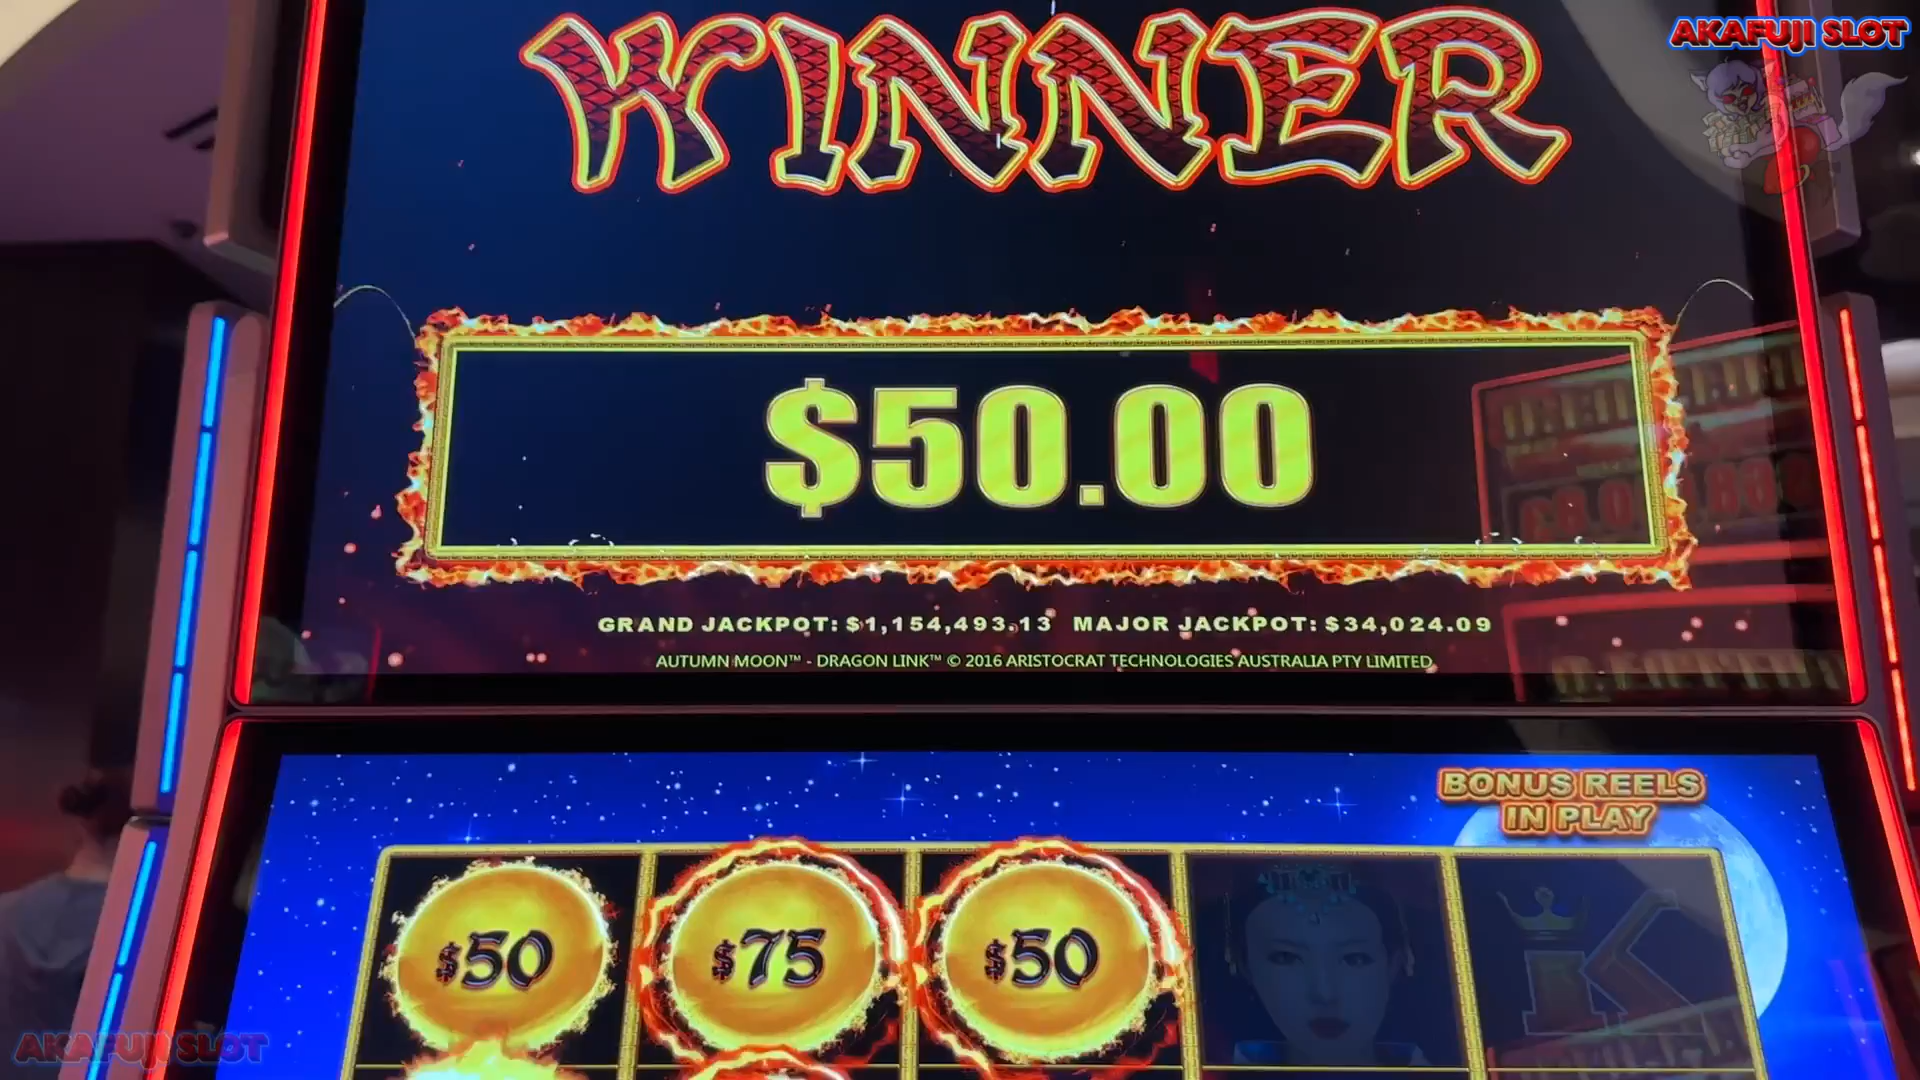 AKAFUJI SLOT
WINNER
$50.00
GRAND JACKPOT: $1,154,493.13 MAJOR JACKPOT: $34,024.09
AUTUMN MOON™ - DRAGON LINK™ © 2016 ARISTOCRAT TECHNOLOGIES AUSTRALIA PTY LIMITED
BONUS REELS
IN PLAY
$50 $75 $50 K
AKAFUJI SLOT